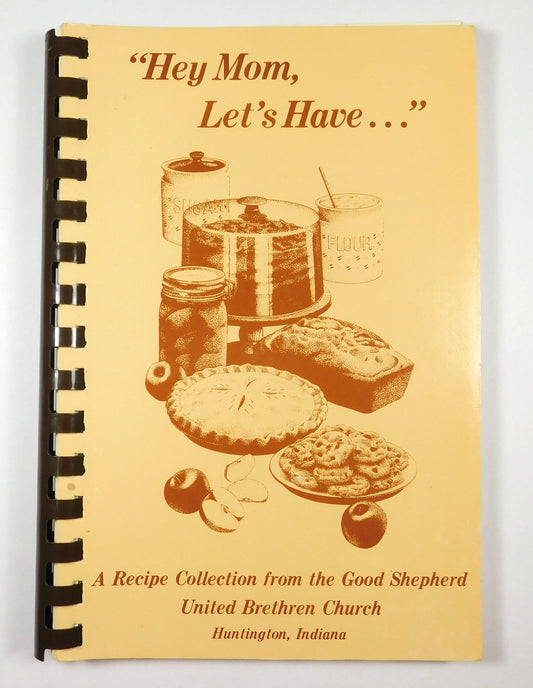 “Hey Mom,
Let's Have...”
SUGAR
FLOUR
A Recipe Collection from the Good Shepherd
United Brethren Church
Huntington, Indiana